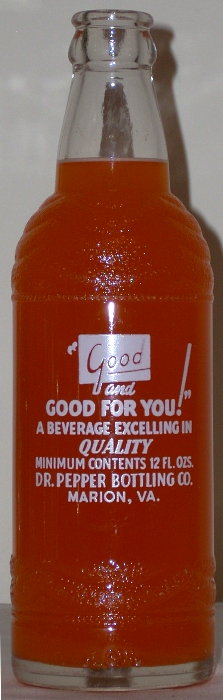 "Good
and
GOOD FOR YOU!"
A BEVERAGE EXCELLING IN
QUALITY
MINIMUM CONTENTS 12 FL. OZS.
DR. PEPPER BOTTLING CO.
MARION, VA.